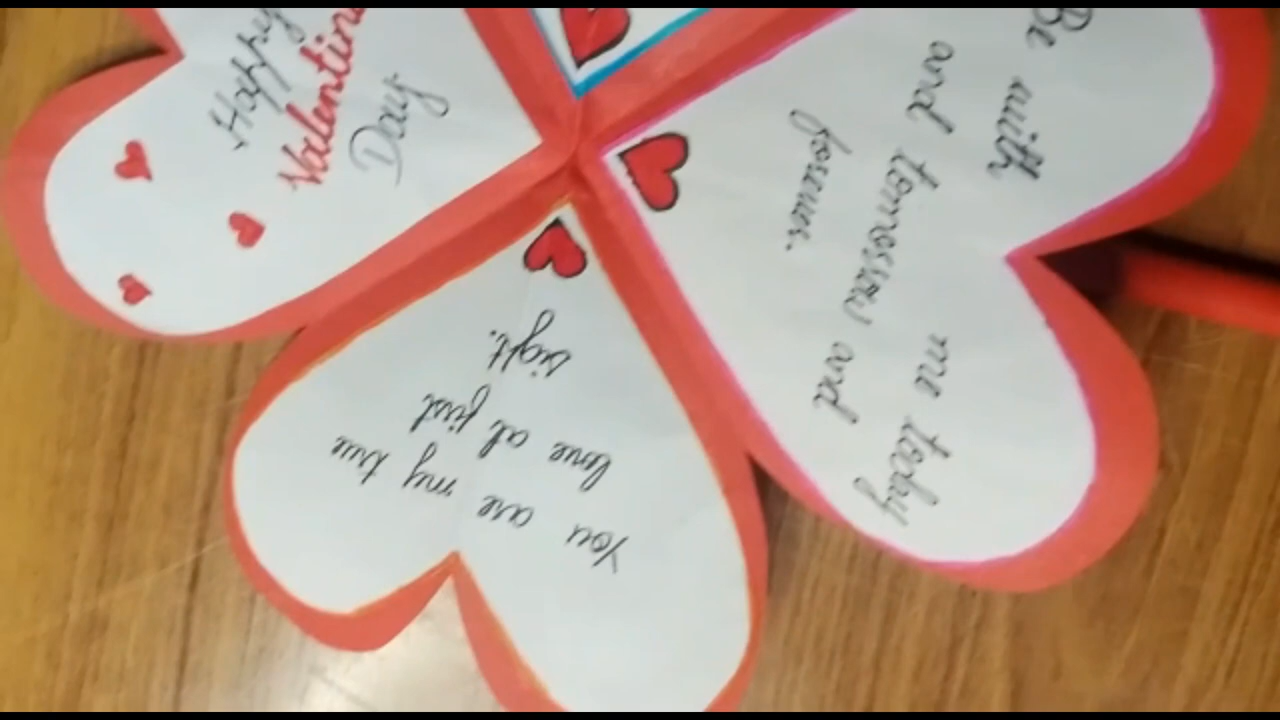 Happy
Valentine
Day
Be with me today
and tomorrow and
forever.
You are my true
love at first
sight.